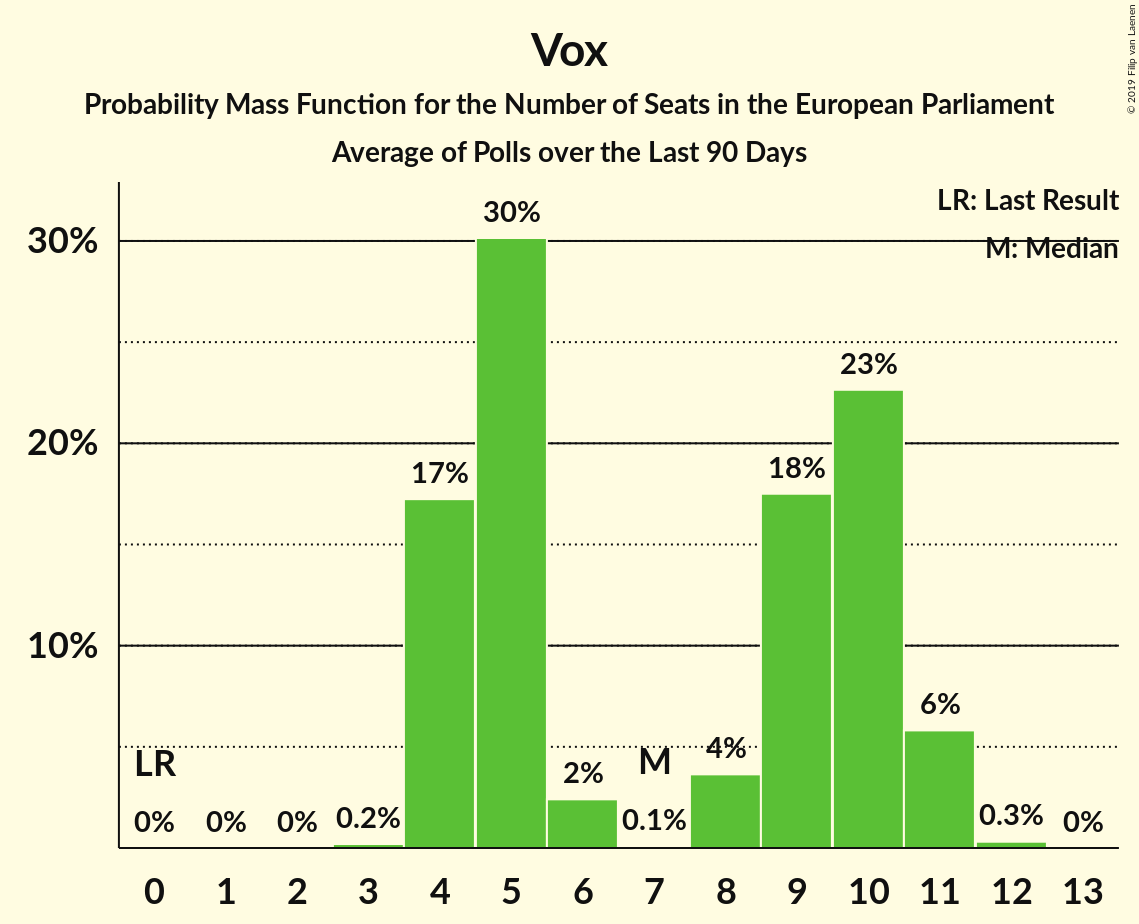 Vox
Probability Mass Function for the Number of Seats in the European Parliament
Average of Polls over the Last 90 Days
© 2019 Filip van Laenen
LR: Last Result
M: Median
30%
20%
10%
LR
M
0% 0% 0% 0.2% 17% 30% 2% 0.1% 4% 18% 23% 6% 0.3% 0%
0 1 2 3 4 5 6 7 8 9 10 11 12 13